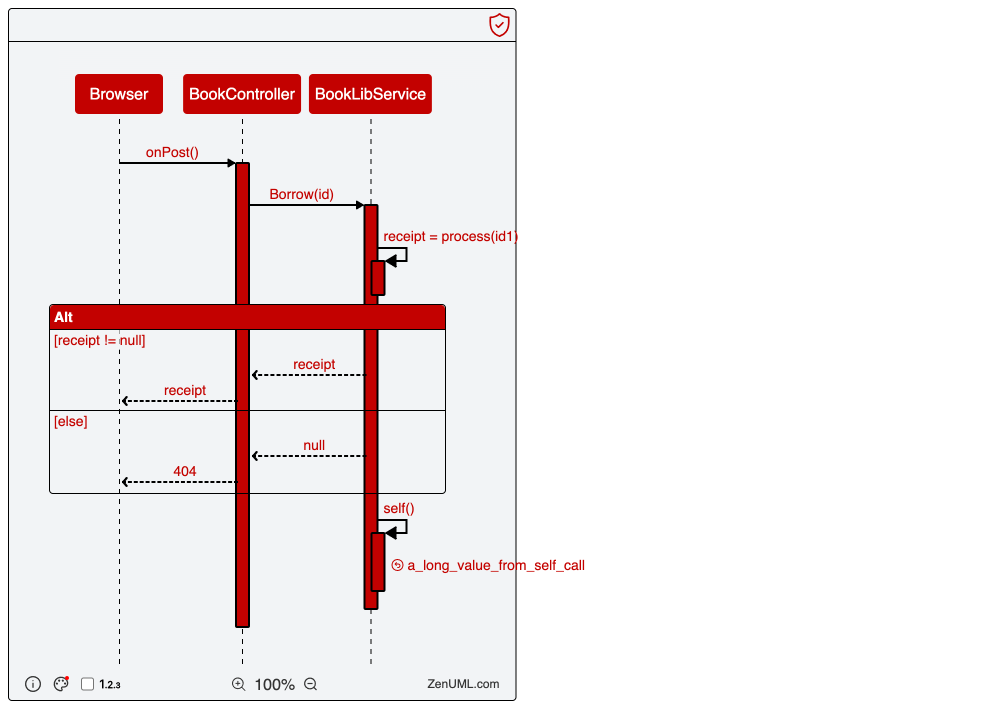 Browser
BookController
BookLibService
onPost()
Borrow(id)
receipt = process(id1)
Alt
[receipt != null]
receipt
receipt
[else]
null
404
self()
a_long_value_from_self_call
1.2.3
100%
ZenUML.com